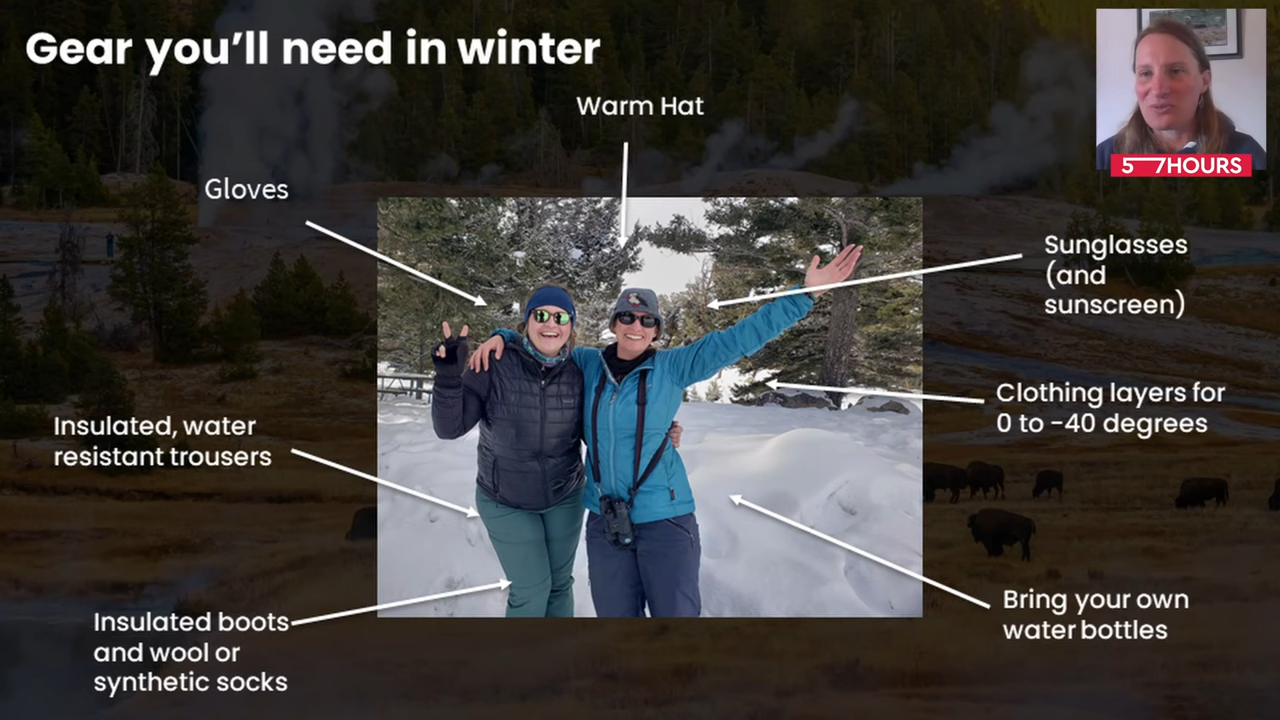 Gear you'll need in winter
Warm Hat
5 7HOURS
Gloves
Sunglasses
(and
sunscreen)
Clothing layers for
0 to -40 degrees
Insulated, water
resistant trousers
Bring your own
water bottles
Insulated boots
and wool or
synthetic socks